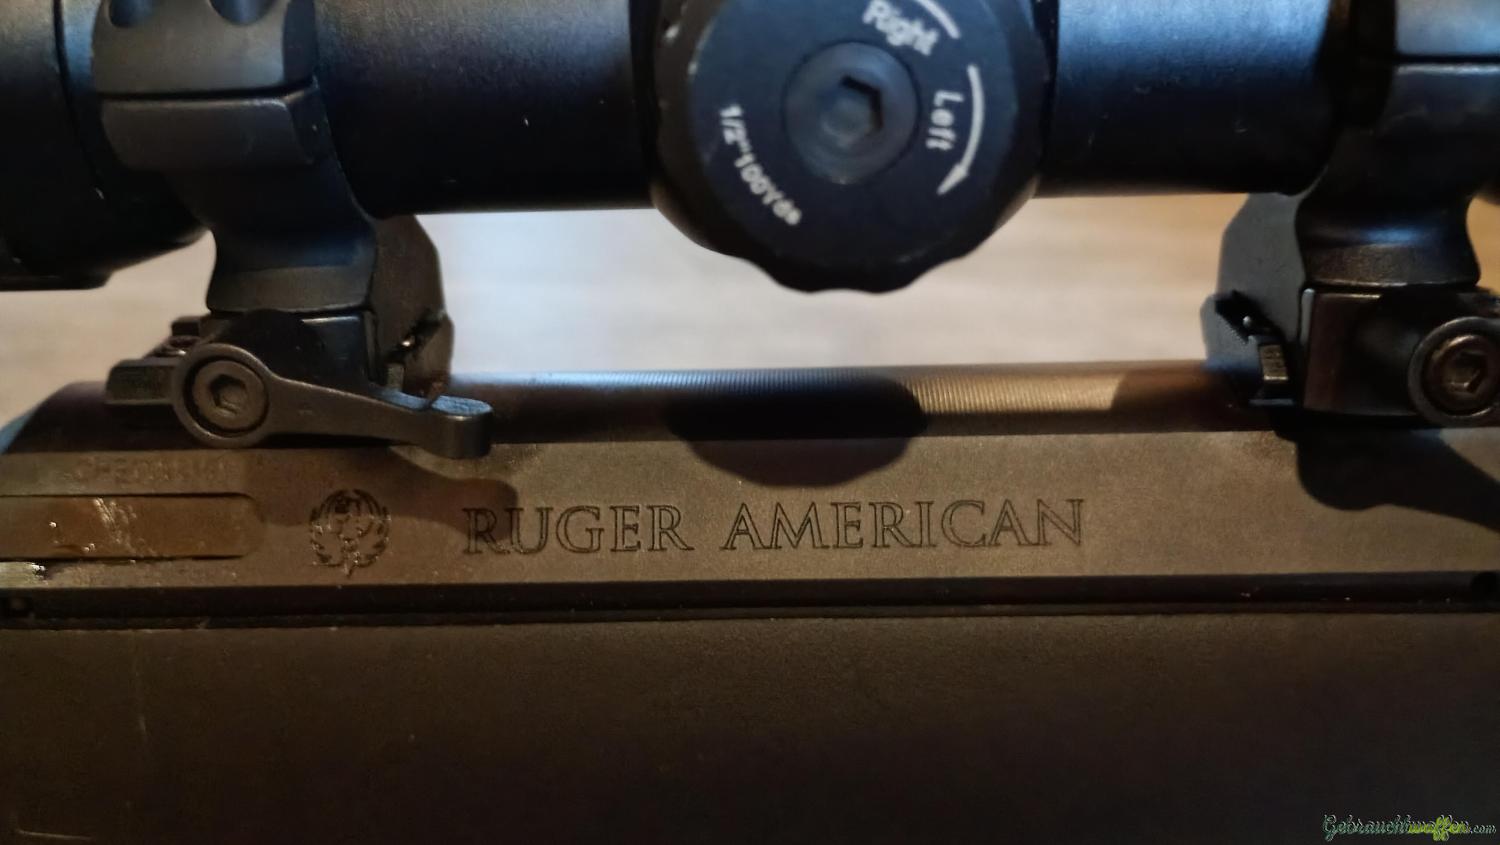 Right
Left
1/2" 100Yds
RUGER AMERICAN
Gebrauchtwaffen.com